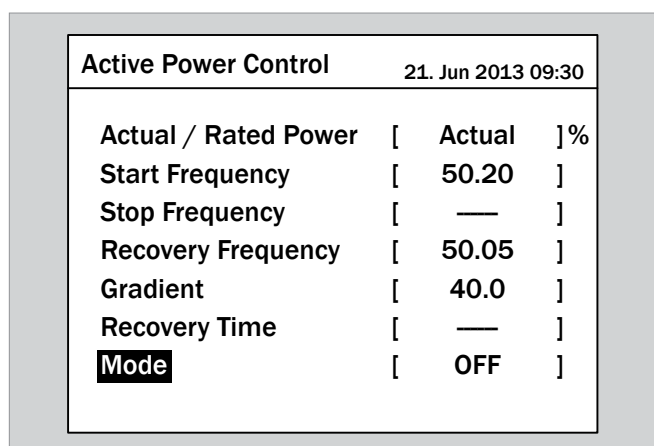 Active Power Control 21. Jun 2013 09:30
Actual / Rated Power [ Actual ]%
Start Frequency [ 50.20 ]
Stop Frequency [ — ]
Recovery Frequency [ 50.05 ]
Gradient [ 40.0 ]
Recovery Time [ — ]
Mode [ OFF ]